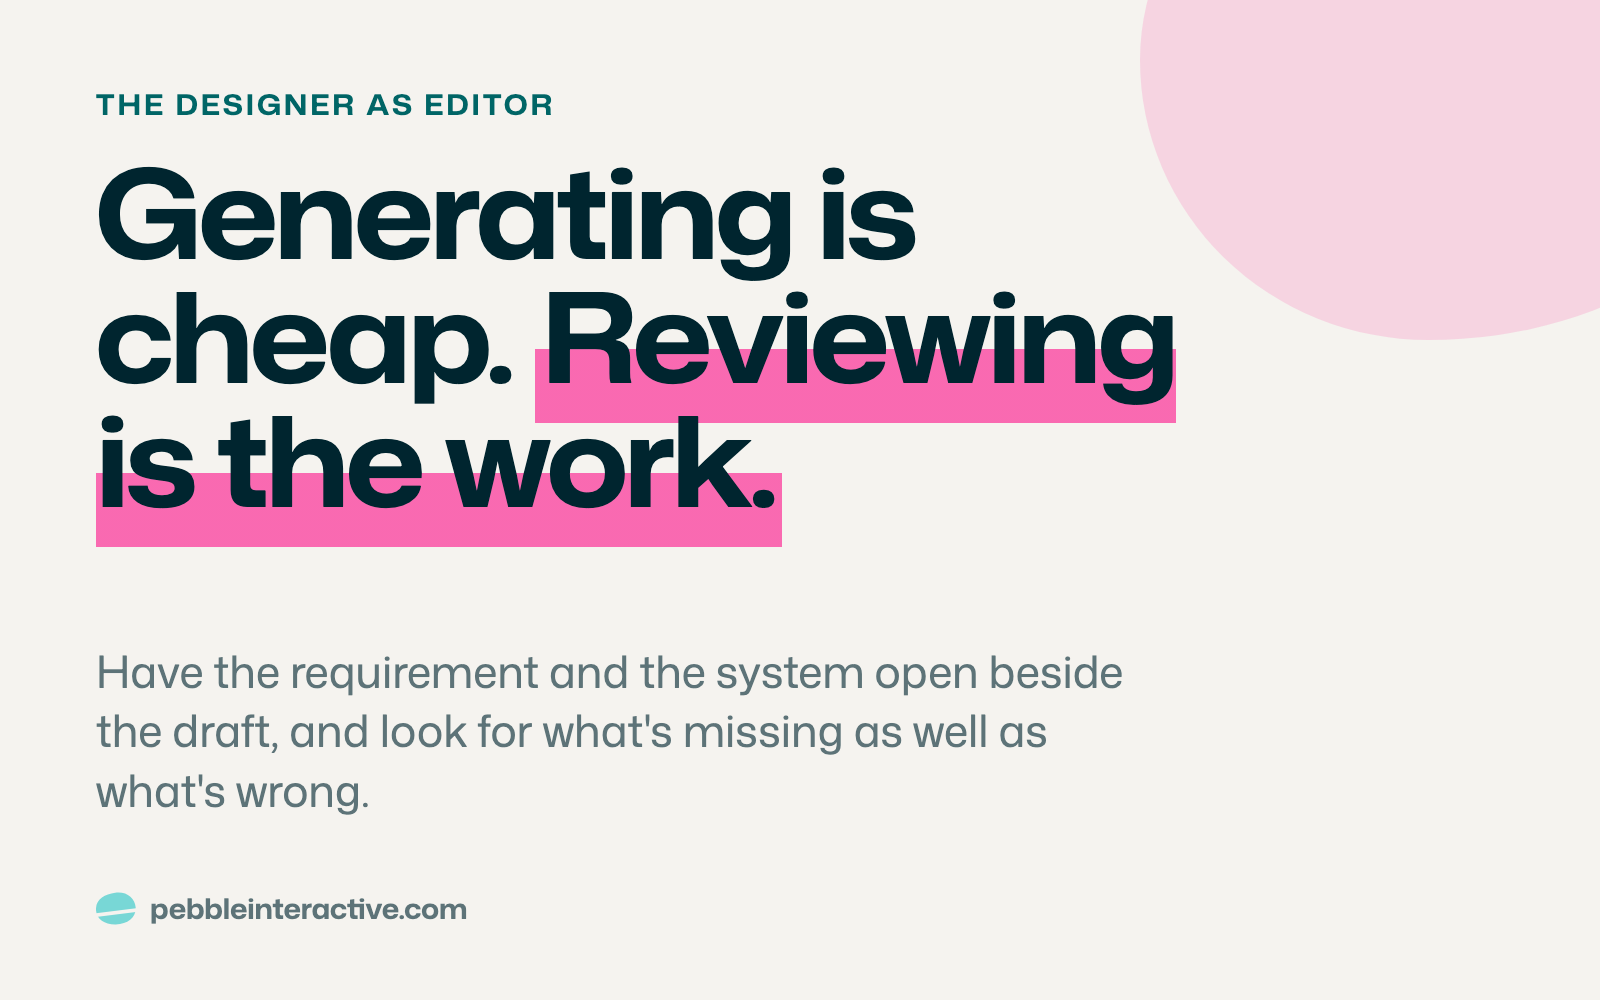 THE DESIGNER AS EDITOR
Generating is
cheap. Reviewing
is the work.
Have the requirement and the system open beside
the draft, and look for what's missing as well as
what's wrong.
pebbleinteractive.com